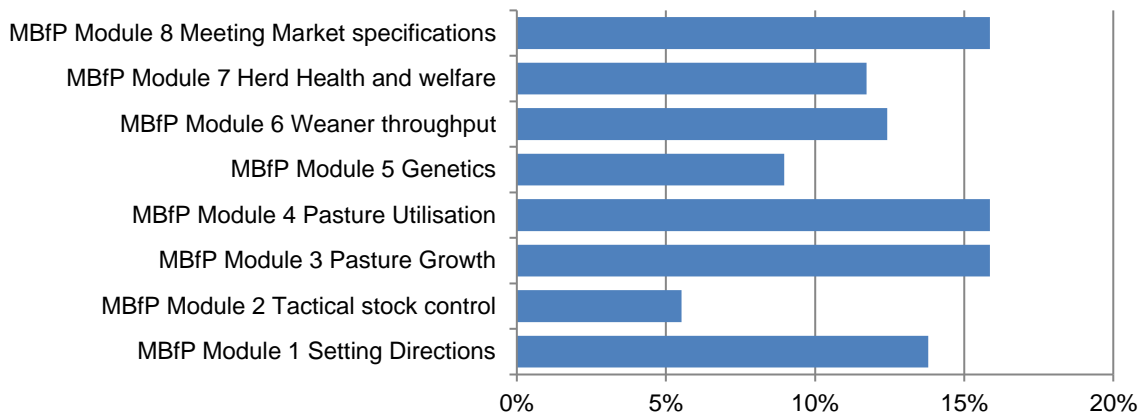 MBfP Module 8 Meeting Market specifications
MBfP Module 7 Herd Health and welfare
MBfP Module 6 Weaner throughput
MBfP Module 5 Genetics
MBfP Module 4 Pasture Utilisation
MBfP Module 3 Pasture Growth
MBfP Module 2 Tactical stock control
MBfP Module 1 Setting Directions
0% 5% 10% 15% 20%